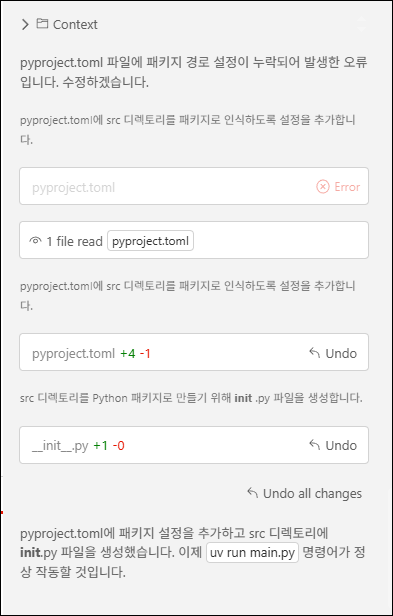 Context
pyproject.toml 파일에 패키지 경로 설정이 누락되어 발생한 오류
입니다. 수정하겠습니다.
pyproject.toml에 src 디렉토리를 패키지로 인식하도록 설정을 추가합니
다.
pyproject.toml Error
1 file read pyproject.toml
pyproject.toml에 src 디렉토리를 패키지로 인식하도록 설정을 추가합니
다.
pyproject.toml +4 -1 Undo
src 디렉토리를 Python 패키지로 만들기 위해 init .py 파일을 생성합니다.
__init__.py +1 -0 Undo
Undo all changes
pyproject.toml에 패키지 설정을 추가하고 src 디렉토리에
init.py 파일을 생성했습니다. 이제 uv run main.py 명령어가 정
상 작동할 것입니다.